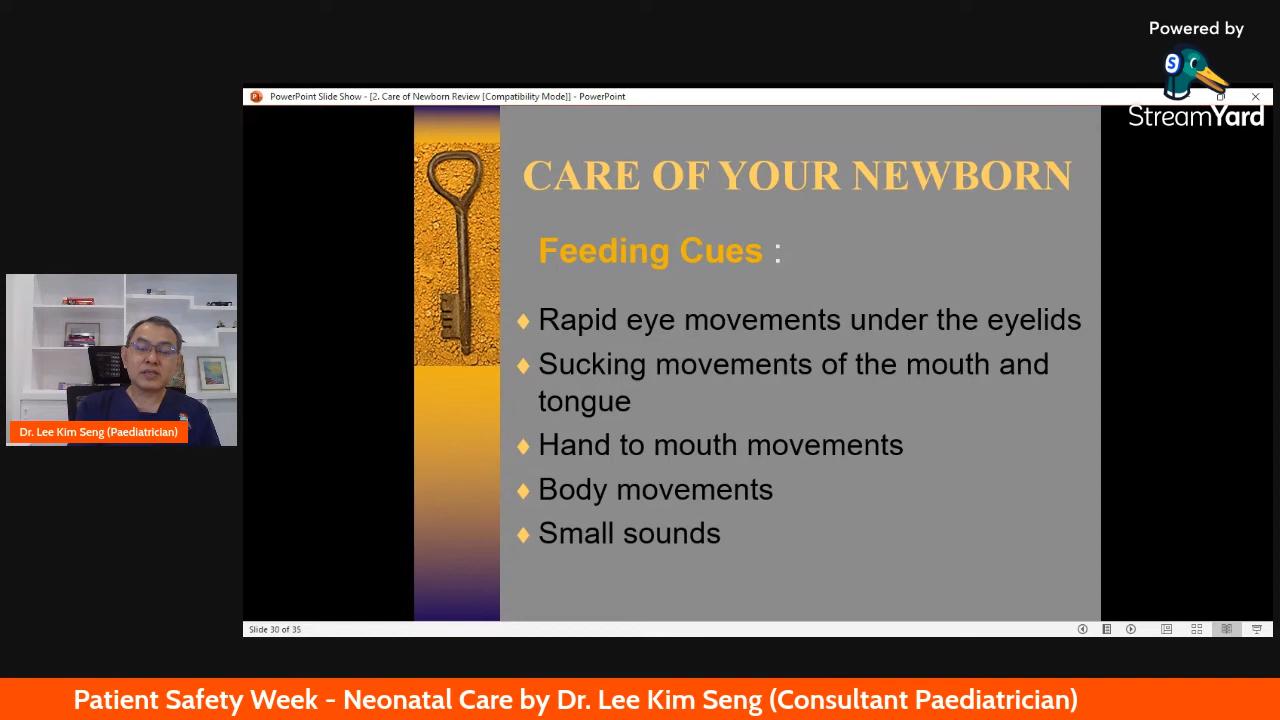 Powered by
S
StreamYard
P
PowerPoint Slide Show - [2. Care of Newborn Review [Compatibility Mode]] - PowerPoint
CARE OF YOUR NEWBORN
Feeding Cues :
Rapid eye movements under the eyelids
Sucking movements of the mouth and
tongue
Hand to mouth movements
Body movements
Small sounds
Dr. Lee Kim Seng (Paediatrician)
Slide 30 of 35
Patient Safety Week - Neonatal Care by Dr. Lee Kim Seng (Consultant Paediatrician)